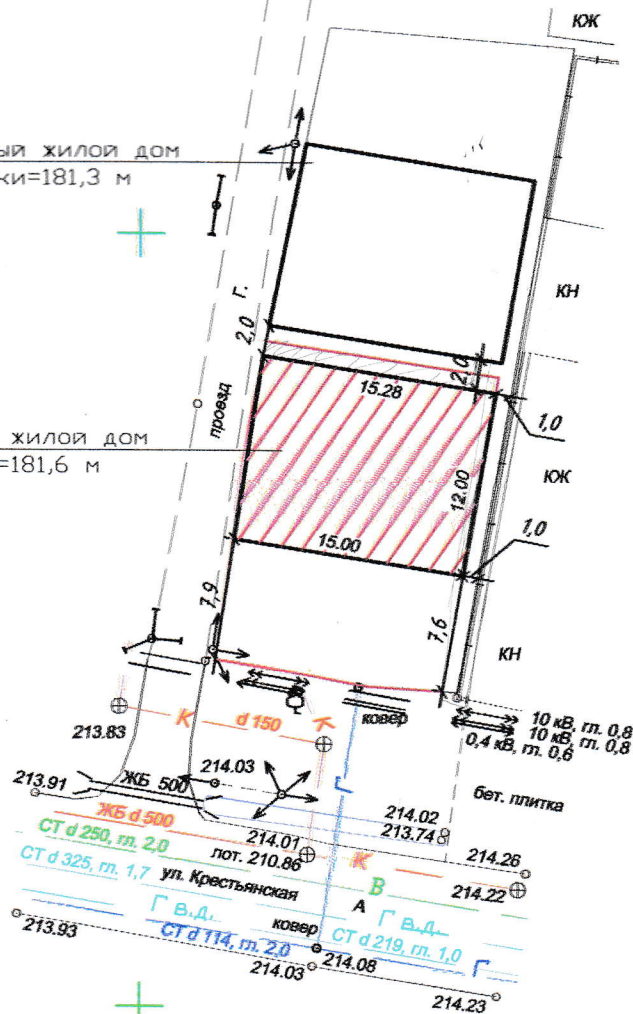 КЖ
ый жилой дом
ки=181,3 м
КН
Г.
2,0
2,0
проезд
15.28
1,0
жилой дом
=181,6 м
КЖ
12.00
15.00
1,0
7,9
7,6
КН
К d 150 К
ковер
10 кВ, гл. 0,8
10 кВ, гл. 0,8
0,4 кВ, гл. 0,6
213.83
213.91
ЖБ 500
214.03
Г
бет. плитка
214.02
213.74
ЖБ d 500
214.01
К
214.26
СТ d 250, гл. 2,0
лот. 210.86
В
214.22
СТ d 325, гл. 1,7
ул. Крестьянская
А
Г в.д.
ковер
Г в.д.
СТ d 219, гл. 1,0
213.93
СТ d 114, гл. 2,0
Г
214.03
214.08
214.23